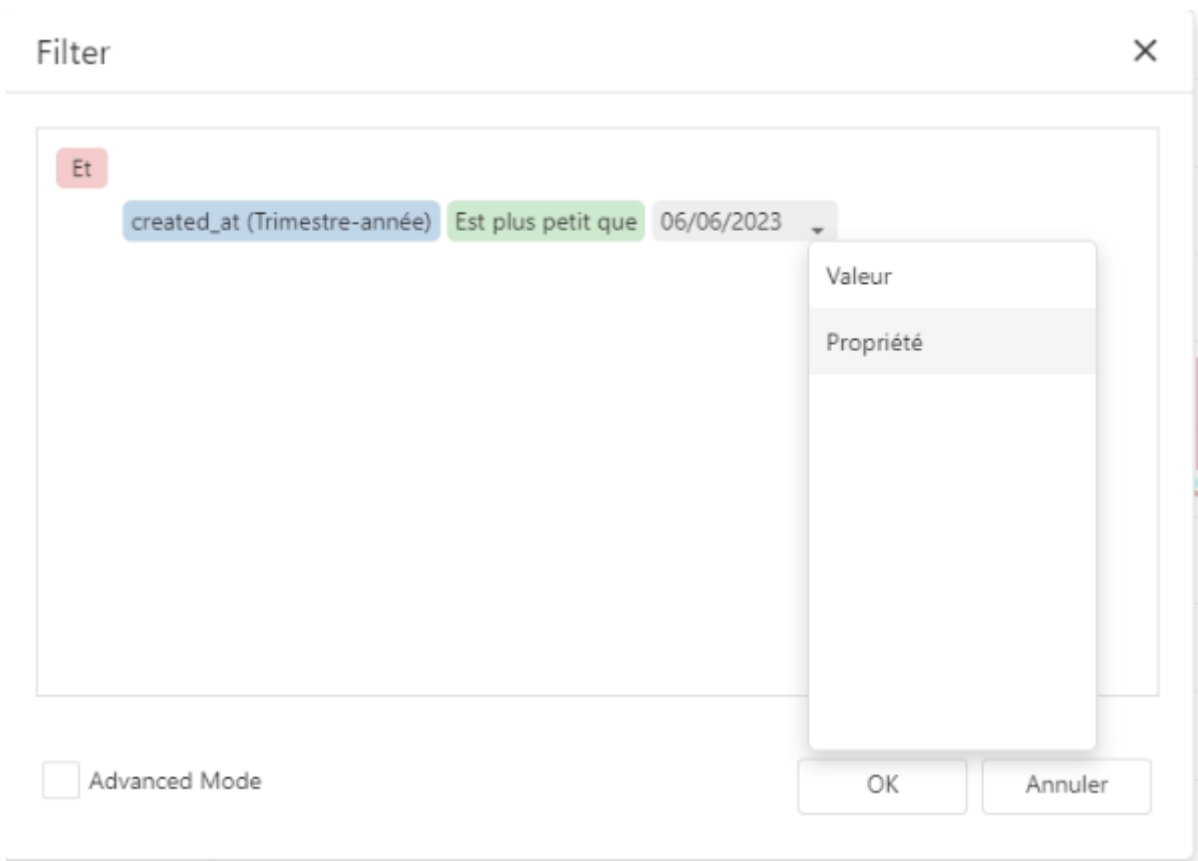 Filter
Et
created_at (Trimestre-année) Est plus petit que 06/06/2023
Valeur
Propriété
Advanced Mode
OK
Annuler